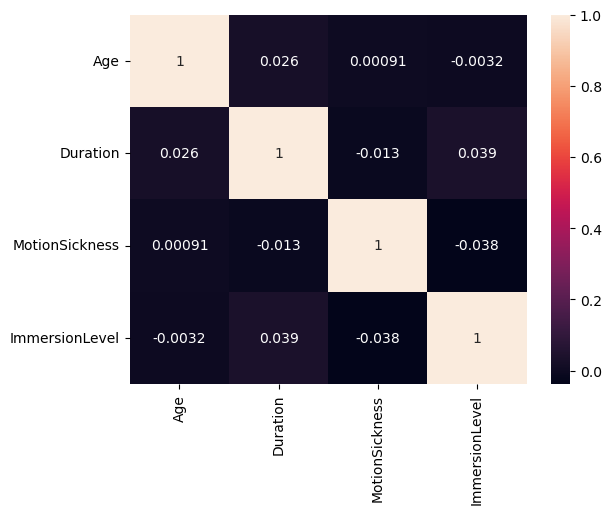 1.0
Age 1 0.026 0.00091 -0.0032
0.8
Duration 0.026 1 -0.013 0.039
0.6
0.4
MotionSickness 0.00091 -0.013 1 -0.038
0.2
ImmersionLevel -0.0032 0.039 -0.038 1
0.0
Age
Duration
MotionSickness
ImmersionLevel